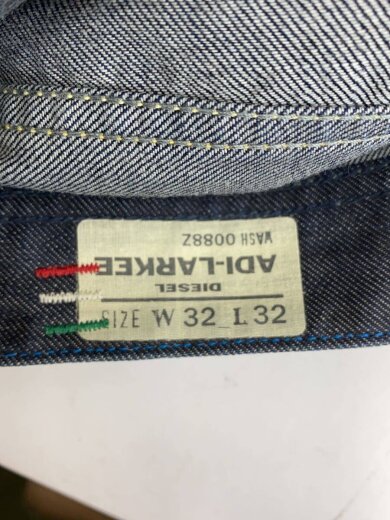 DIESEL
ADI-LARKEE
WASH 0088Z
SIZE W 32 L 32